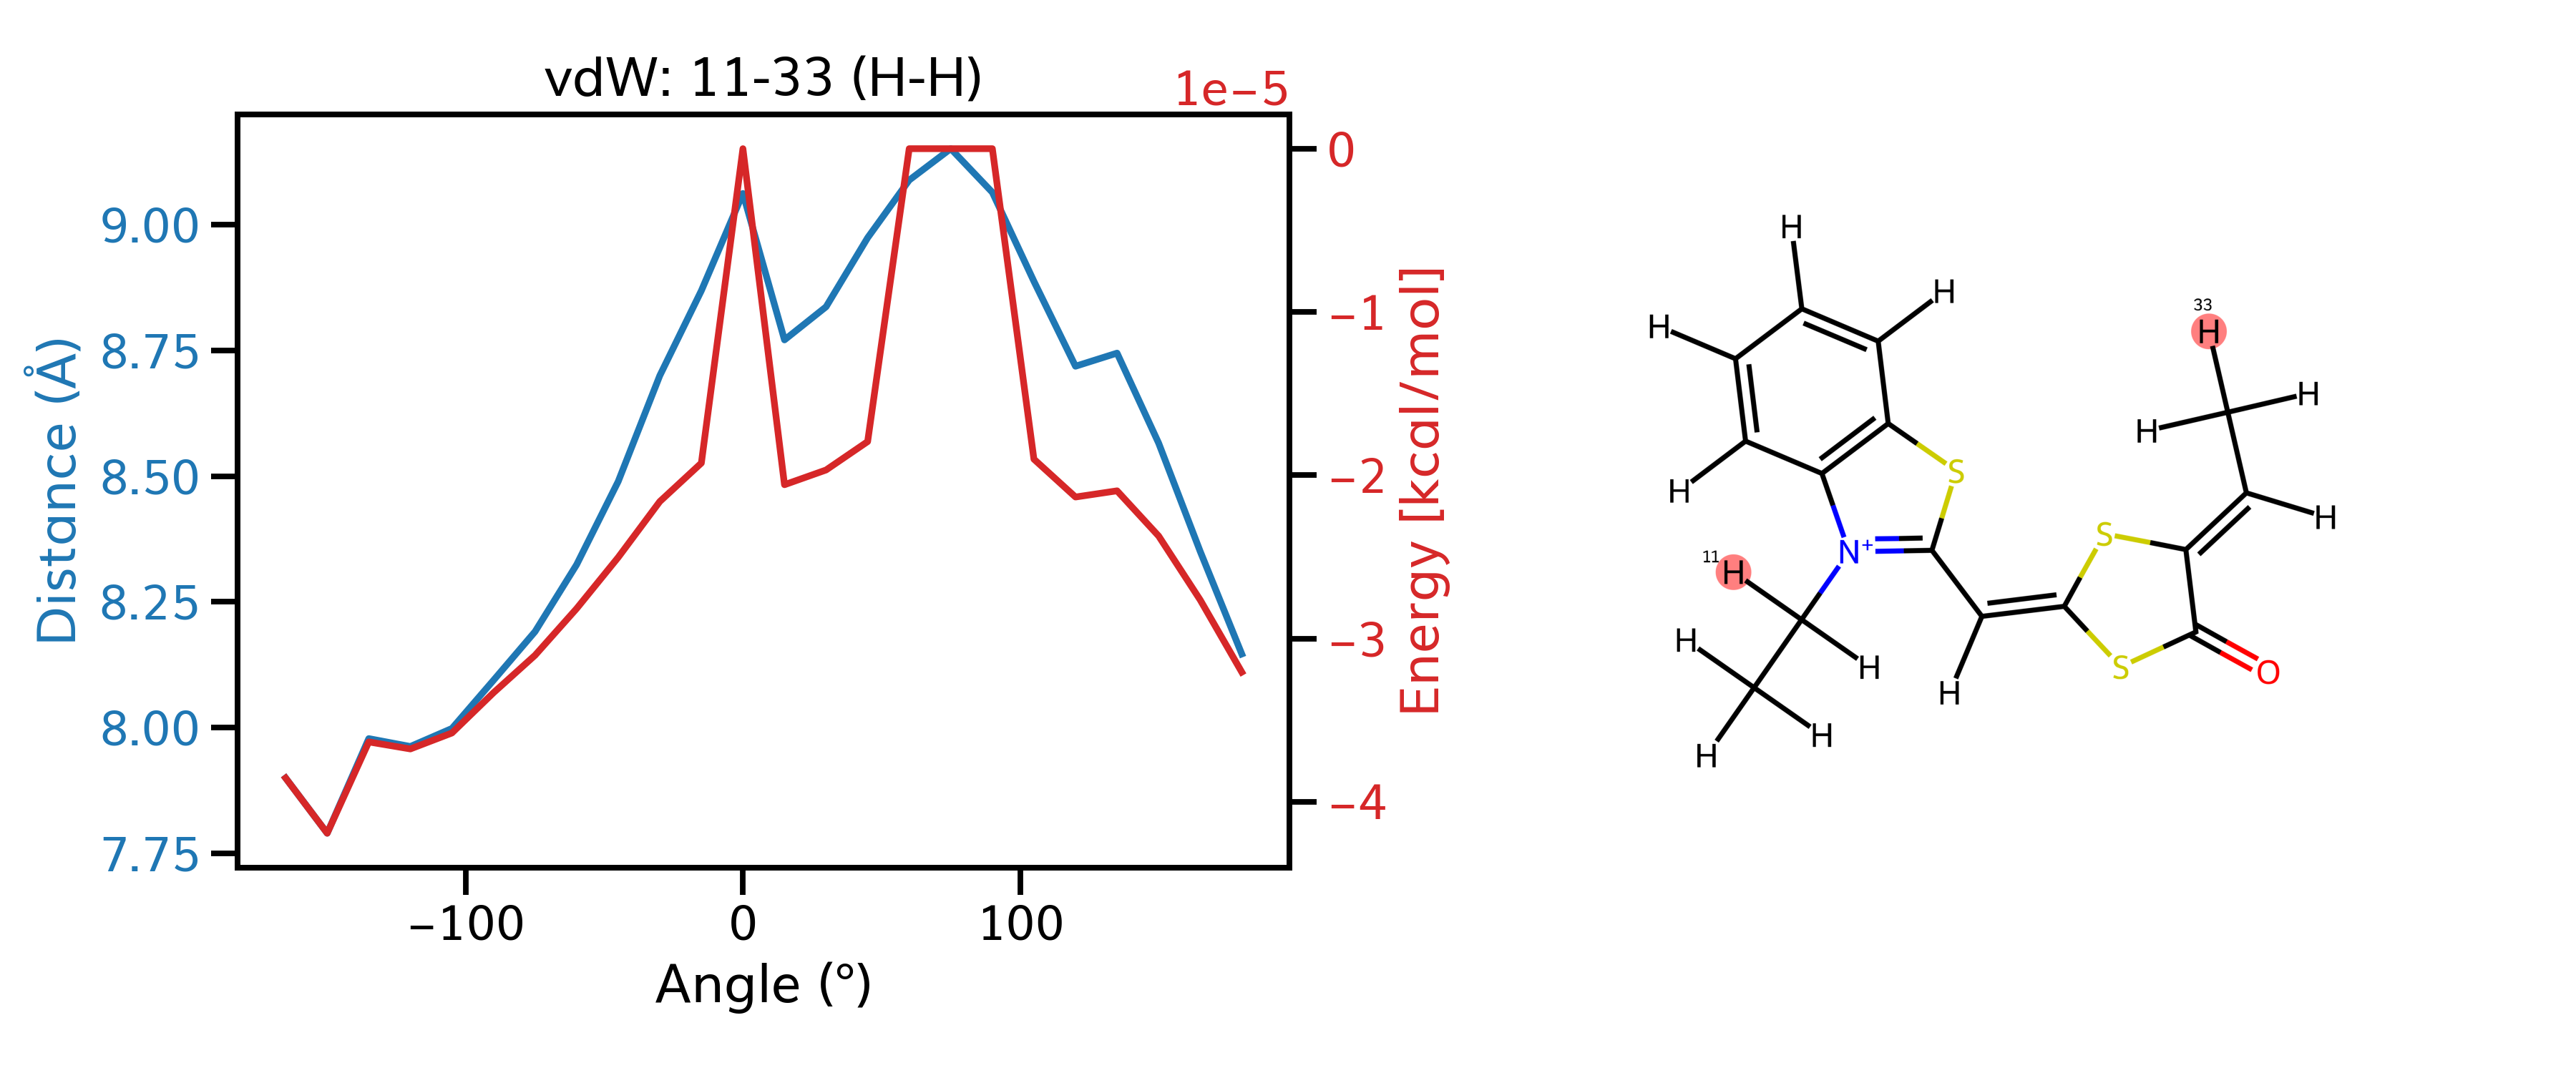 vdW: 11-33 (H-H)
1e−5
Distance (Å)
9.00
8.75
8.50
8.25
8.00
7.75
0
−1
−2
−3
−4
Energy [kcal/mol]
−100 0 100
Angle (°)
H
H
33
H
H
H
H
H
S
H
H
S
N+
11
H
H
H
H
S
O
H
H
H